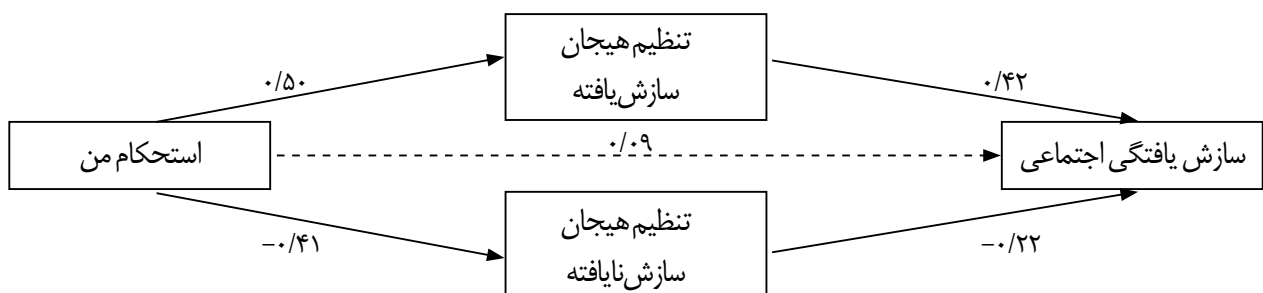 تنظیم هیجان
سازش‌یافته
۰/۵۰
۰/۴۲
استحکام من
۰/۰۹
سازش یافتگی اجتماعی
−۰/۴۱
تنظیم هیجان
سازش‌نایافته
−۰/۲۲